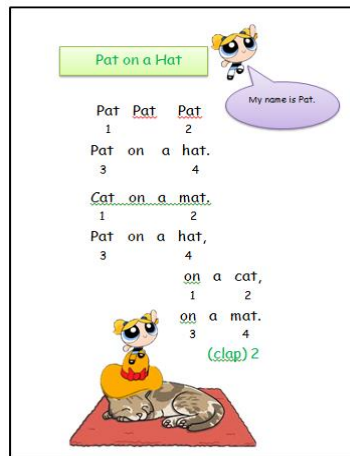 Pat on a Hat
My name is Pat.
Pat Pat Pat
1 2
Pat on a hat.
3 4
Cat on a mat.
1 2
Pat on a hat,
3 4
on a cat,
1 2
on a mat.
3 4
(clap) 2